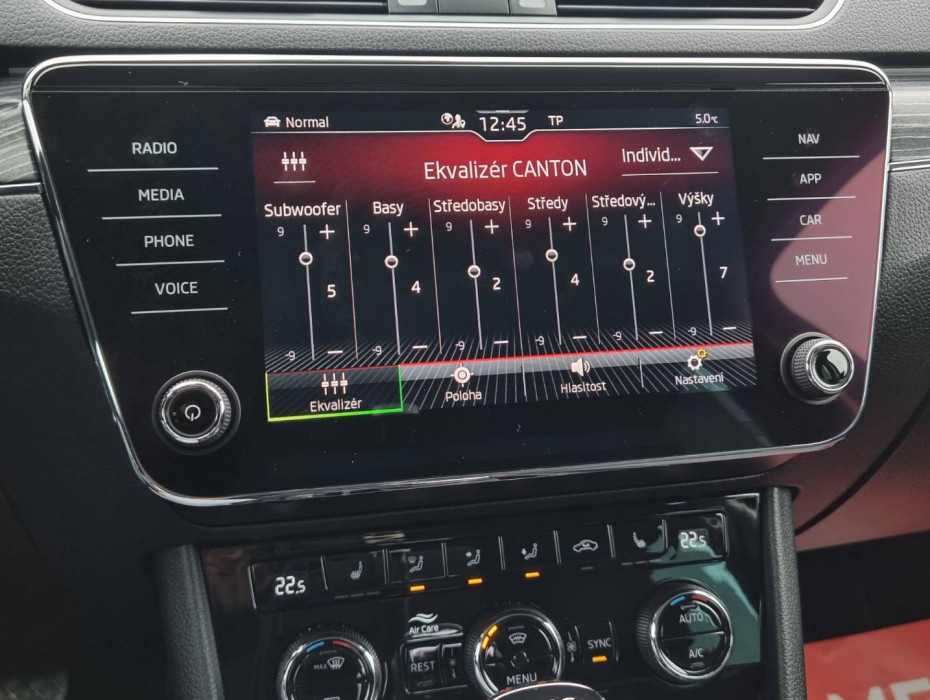 Normal
12:45
TP
5.0°C
RADIO
MEDIA
PHONE
VOICE
NAV
APP
CAR
MENU
Ekvalizér CANTON
Individ...
Subwoofer Basy Středobasy Středy Středový... Výšky
9 + 9 + 9 + 9 + 9 + 9 +
5 4 2 4 2 7
-9 – -9 – -9 – -9 – -9 – -9 –
Ekvalizér Poloha Hlasitost Nastavení
22.5
22.5
Air Care
MAX
REST
MENU
SYNC
AUTO
A/C